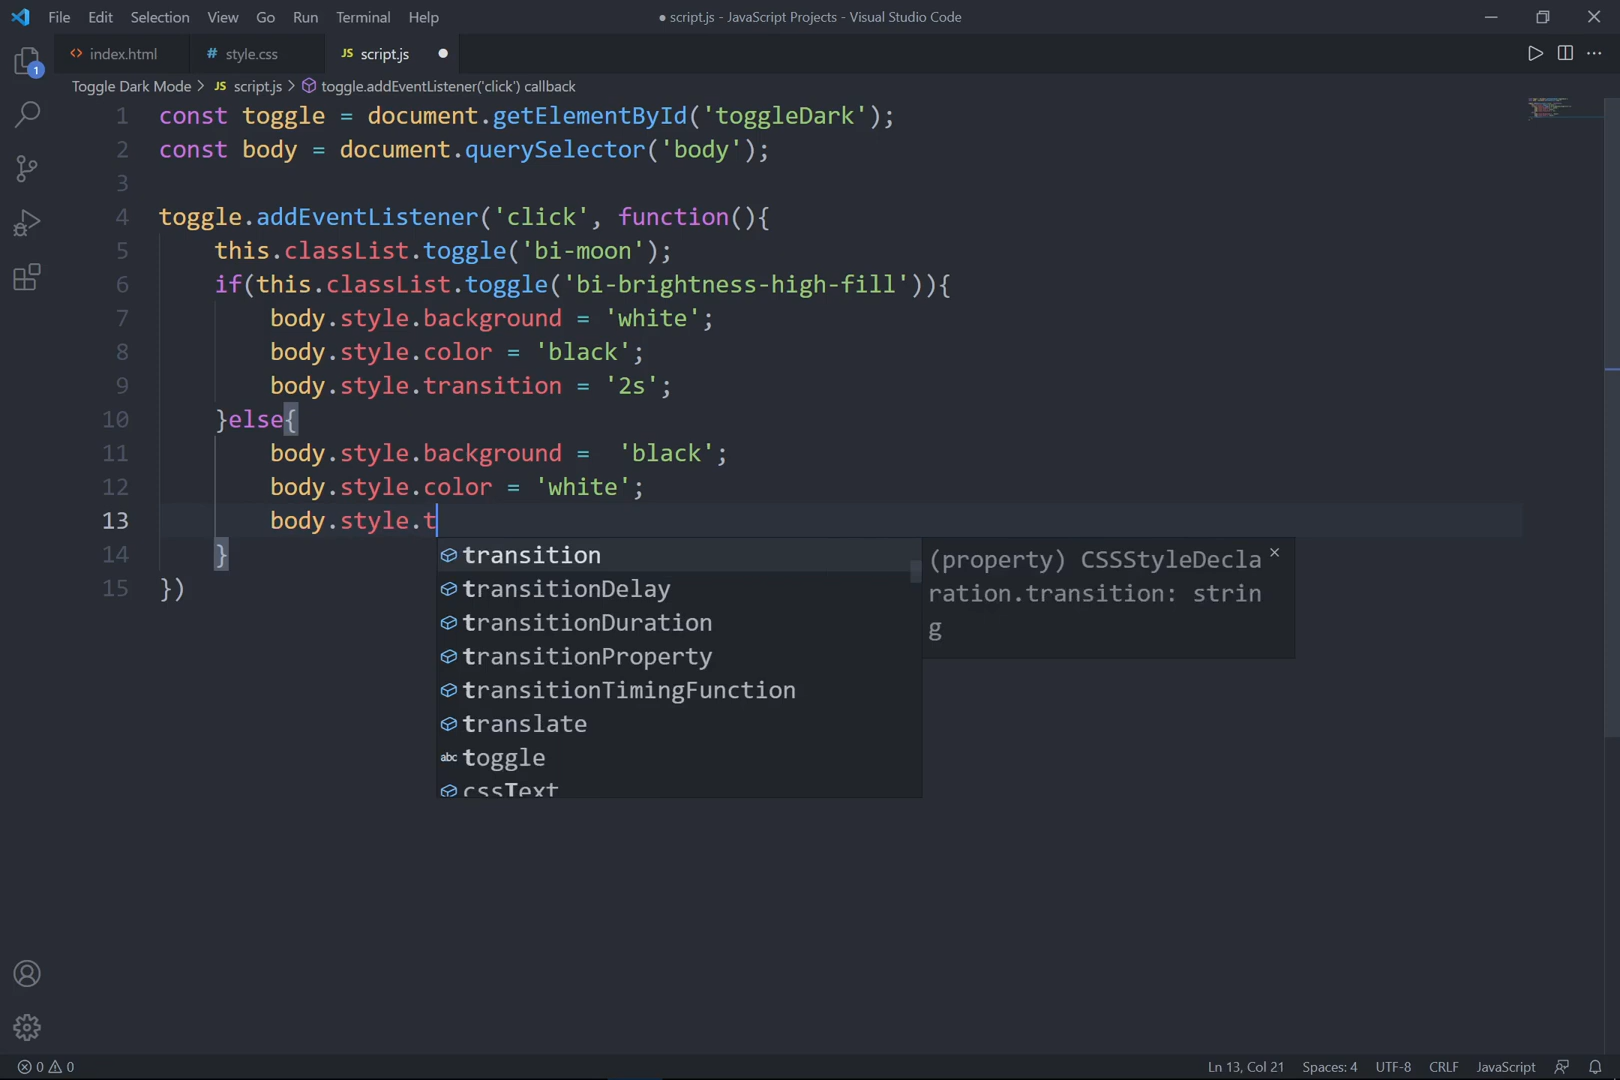 File Edit Selection View Go Run Terminal Help ● script.js - JavaScript Projects - Visual Studio Code
index.html # style.css JS script.js
1
Toggle Dark Mode > JS script.js > toggle.addEventListener('click') callback
1 const toggle = document.getElementById('toggleDark');
2 const body = document.querySelector('body');
3
4 toggle.addEventListener('click', function(){
5 this.classList.toggle('bi-moon');
6 if(this.classList.toggle('bi-brightness-high-fill')){
7 body.style.background = 'white';
8 body.style.color = 'black';
9 body.style.transition = '2s';
10 }else{
11 body.style.background =  'black';
12 body.style.color = 'white';
13 body.style.t
14 }
15 })
transition
transitionDelay
transitionDuration
transitionProperty
transitionTimingFunction
translate
abc toggle
cssText
(property) CSSStyleDecla
ration.transition: strin
g
0 0 Ln 13, Col 21 Spaces: 4 UTF-8 CRLF JavaScript